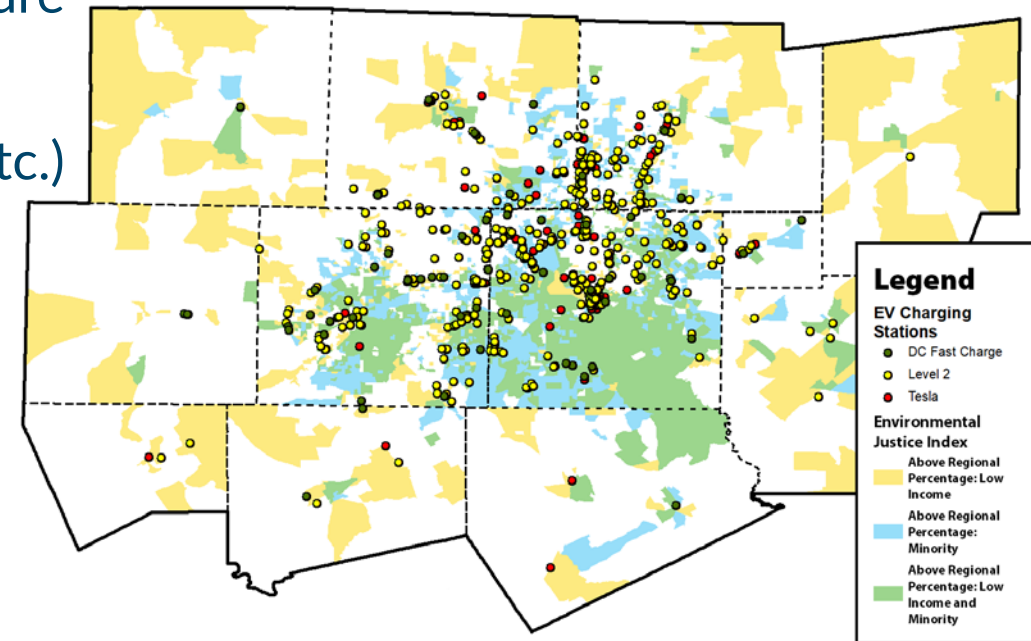 tc.)
Legend
EV Charging
Stations
DC Fast Charge
Level 2
Tesla
Environmental
Justice Index
Above Regional
Percentage: Low
Income
Above Regional
Percentage:
Minority
Above Regional
Percentage: Low
Income and
Minority